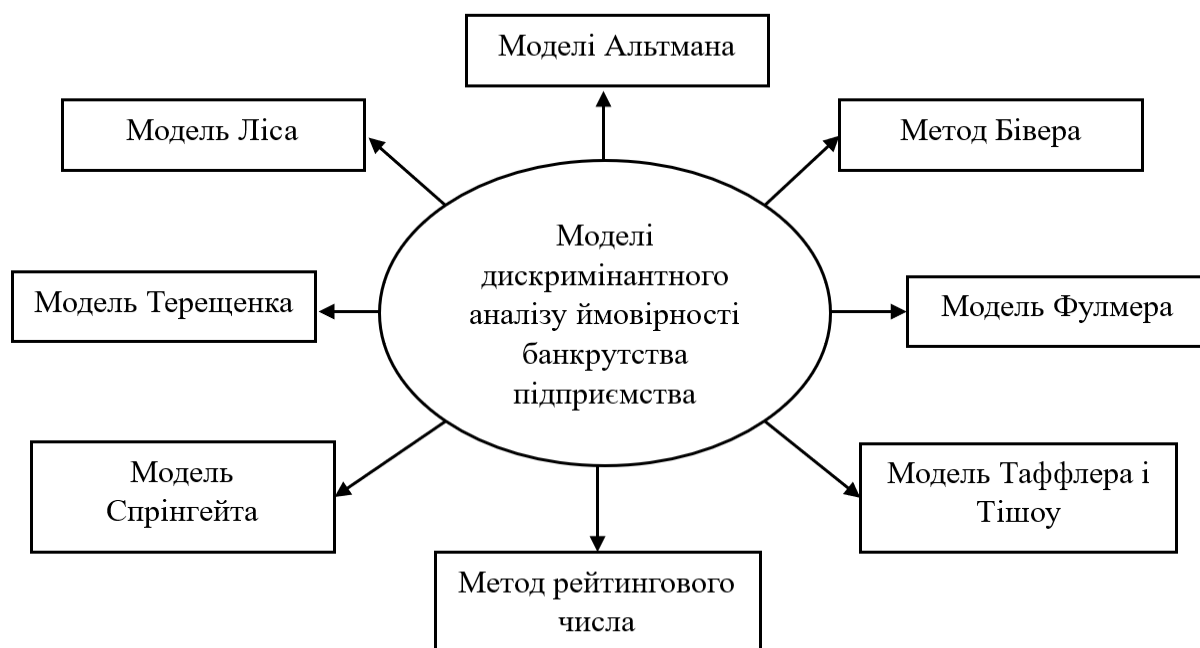 Моделі Альтмана
Модель Ліса
Метод Бівера
Моделі
дискримінантного
аналізу ймовірності
банкрутства
підприємства
Модель Терещенка
Модель Фулмера
Модель
Спрінгейта
Модель Таффлера і
Тішоу
Метод рейтингового
числа